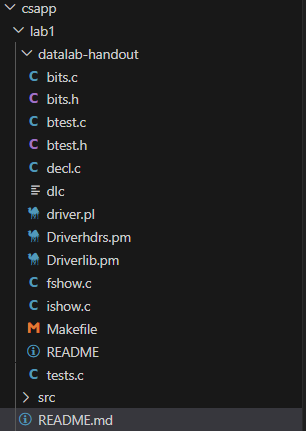 csapp
lab1
datalab-handout
C bits.c
C bits.h
C btest.c
C btest.h
C decl.c
dlc
driver.pl
Driverhdrs.pm
Driverlib.pm
C fshow.c
C ishow.c
M Makefile
README
C tests.c
src
README.md